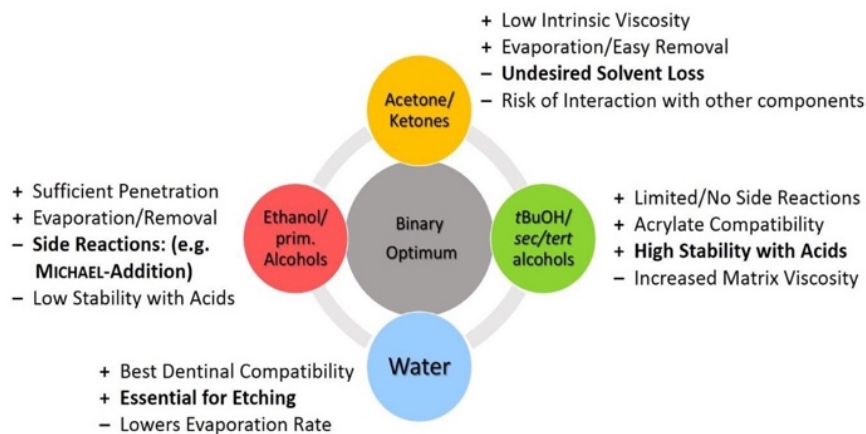 + Low Intrinsic Viscosity
+ Evaporation/Easy Removal
– Undesired Solvent Loss
– Risk of Interaction with other components
Acetone/
Ketones
+ Sufficient Penetration
+ Evaporation/Removal
– Side Reactions: (e.g.
MICHAEL-Addition)
– Low Stability with Acids
Ethanol/
prim.
Alcohols
Binary
Optimum
tBuOH/
sec/tert
alcohols
+ Limited/No Side Reactions
+ Acrylate Compatibility
+ High Stability with Acids
– Increased Matrix Viscosity
Water
+ Best Dentinal Compatibility
+ Essential for Etching
– Lowers Evaporation Rate